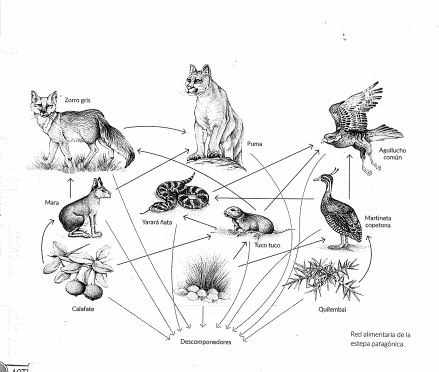 Zorro gris
Puma
Aguilucho
común
Mara
Yarará ñata
Martineta
copetona
Tuco tuco
Calafate
Quilembai
Descomponedores
Red alimentaria de la
estepa patagónica.